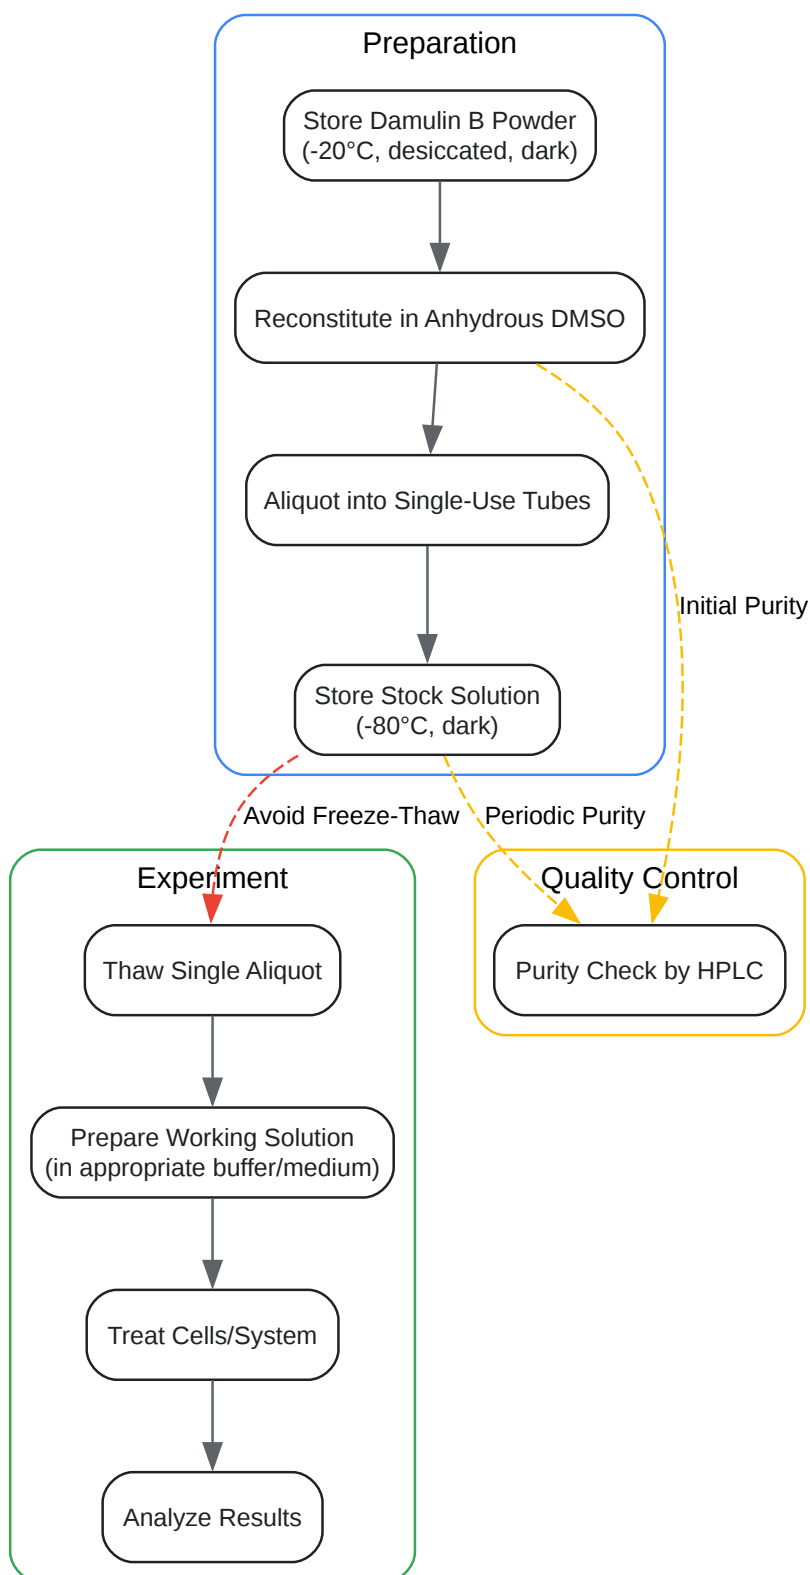 Preparation
Store Damulin B Powder
(-20°C, desiccated, dark)
Reconstitute in Anhydrous DMSO
Aliquot into Single-Use Tubes
Initial Purity
Store Stock Solution
(-80°C, dark)
Avoid Freeze-Thaw
Periodic Purity
Experiment
Quality Control
Thaw Single Aliquot
Purity Check by HPLC
Prepare Working Solution
(in appropriate buffer/medium)
Treat Cells/System
Analyze Results